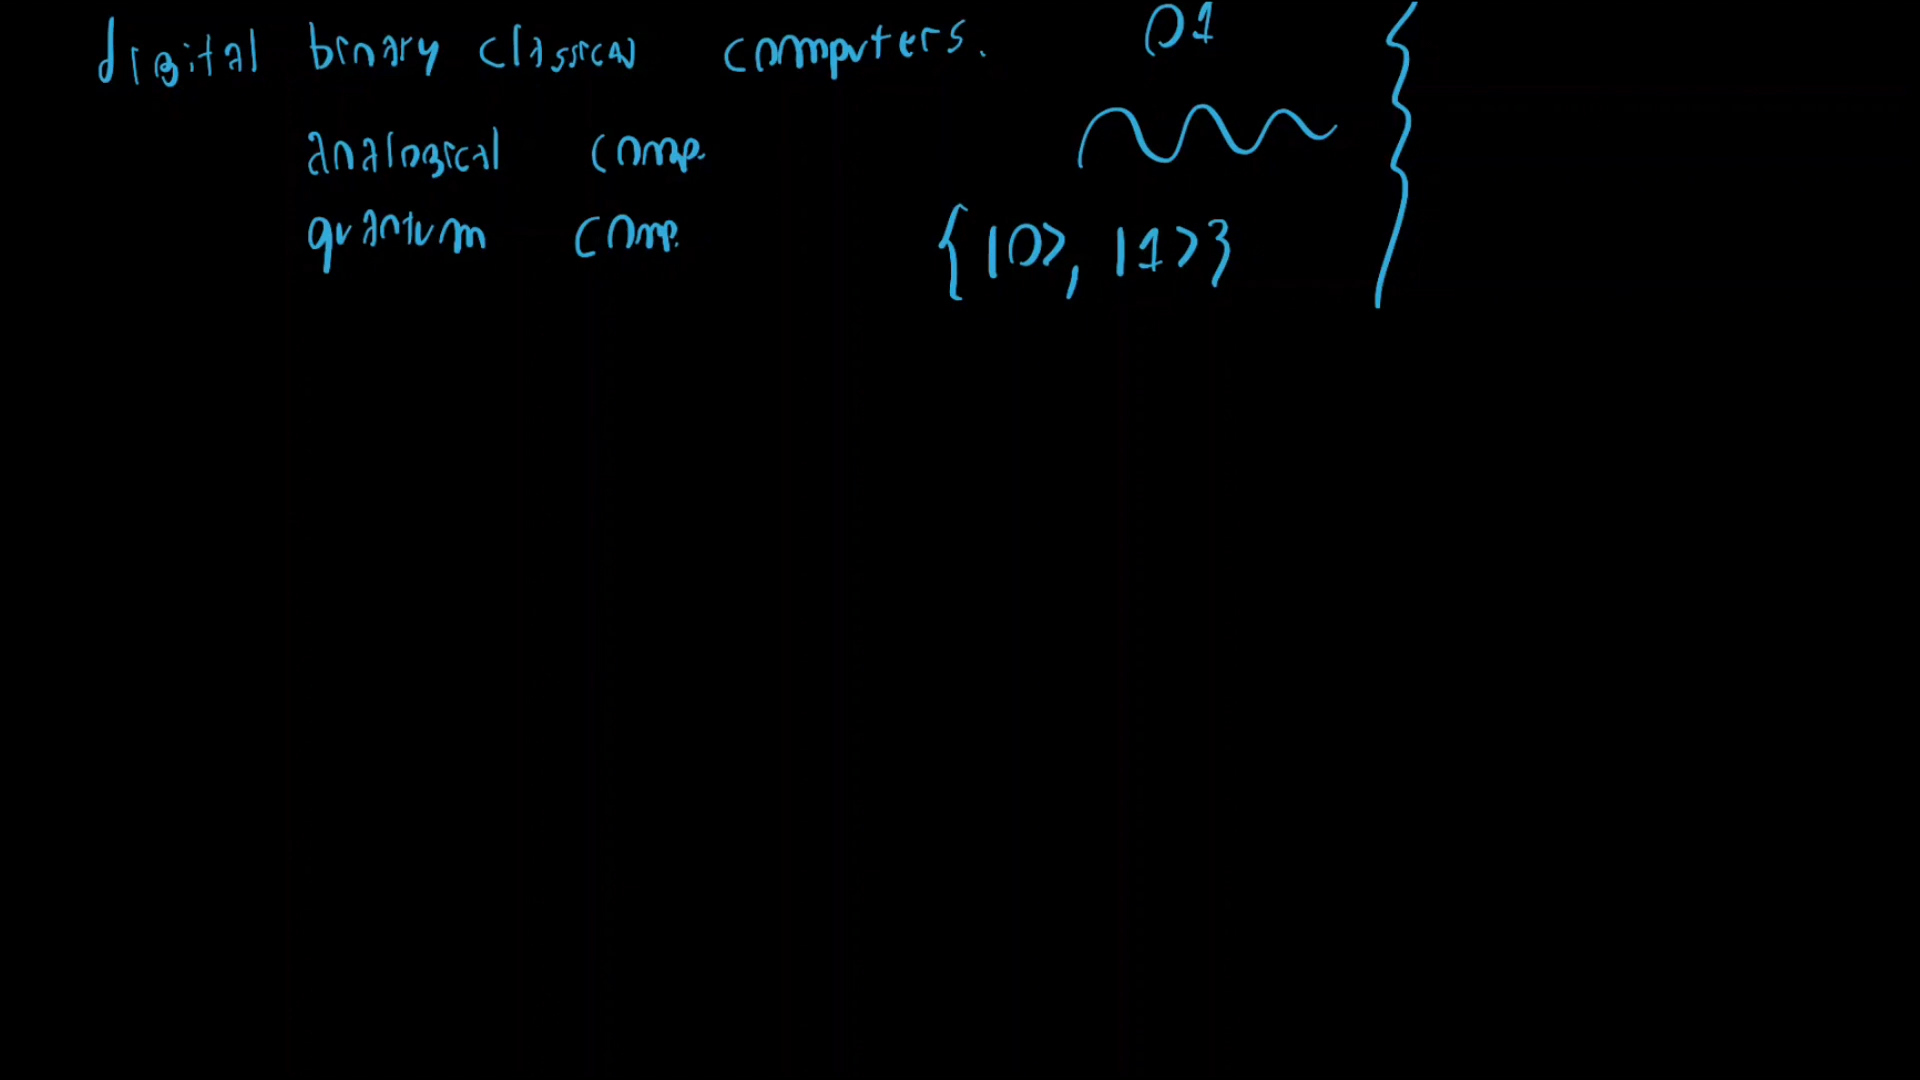 digital binary classical computers. 01
analogical comp.
quantum comp. {|0>, |1>}